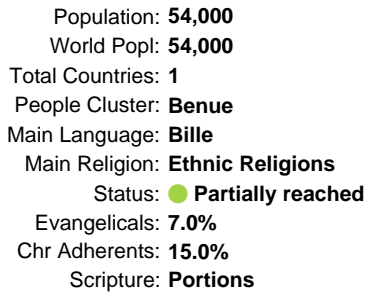 Population: 54,000
World Popl: 54,000
Total Countries: 1
People Cluster: Benue
Main Language: Bille
Main Religion: Ethnic Religions
Status: Partially reached
Evangelicals: 7.0%
Chr Adherents: 15.0%
Scripture: Portions